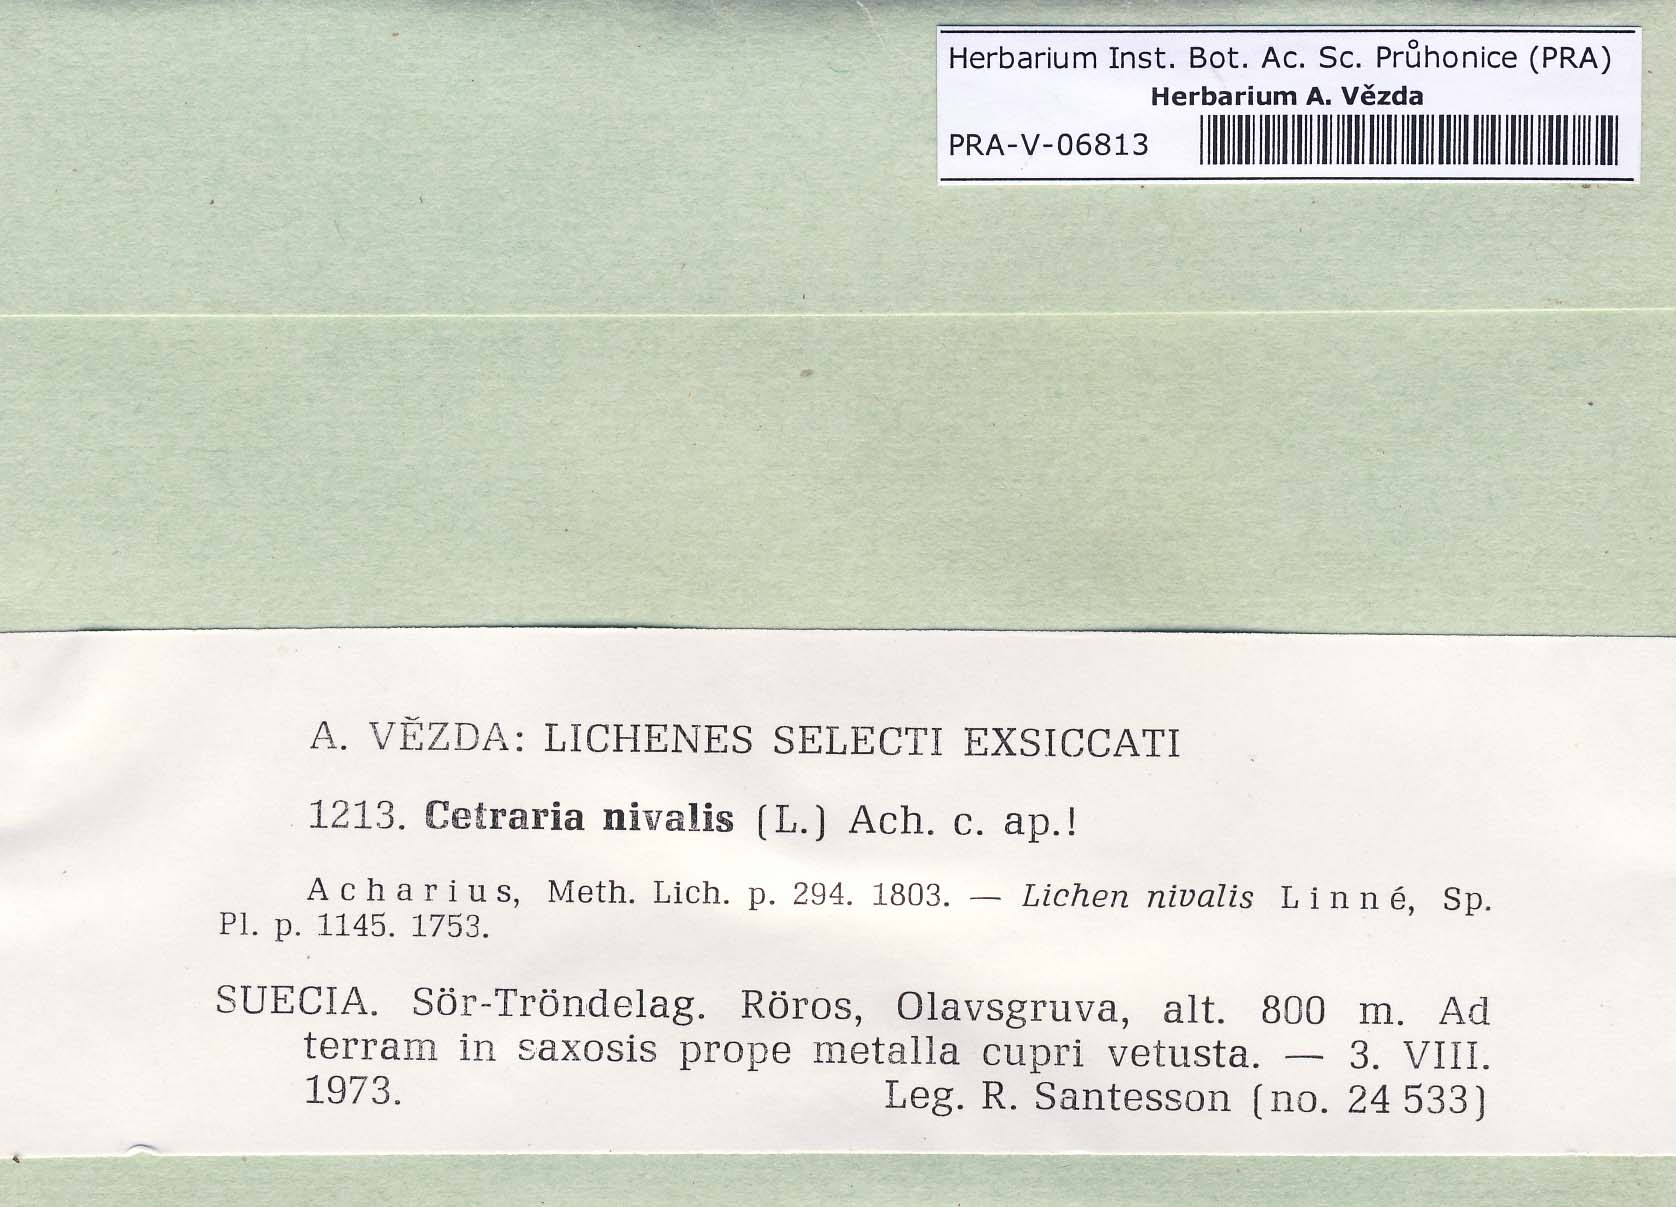 Herbarium Inst. Bot. Ac. Sc. Průhonice (PRA)
Herbarium A. Vězda
PRA-V-06813
A. VĚZDA: LICHENES SELECTI EXSICCATI
1213. Cetraria nivalis (L.) Ach. c. ap.!
Acharius, Meth. Lich. p. 294. 1803. — Lichen nivalis Linné, Sp.
Pl. p. 1145. 1753.
SUECIA. Sör-Tröndelag. Röros, Olavsgruva, alt. 800 m. Ad
terram in saxosis prope metalla cupri vetusta. — 3. VIII.
1973. Leg. R. Santesson (no. 24 533)